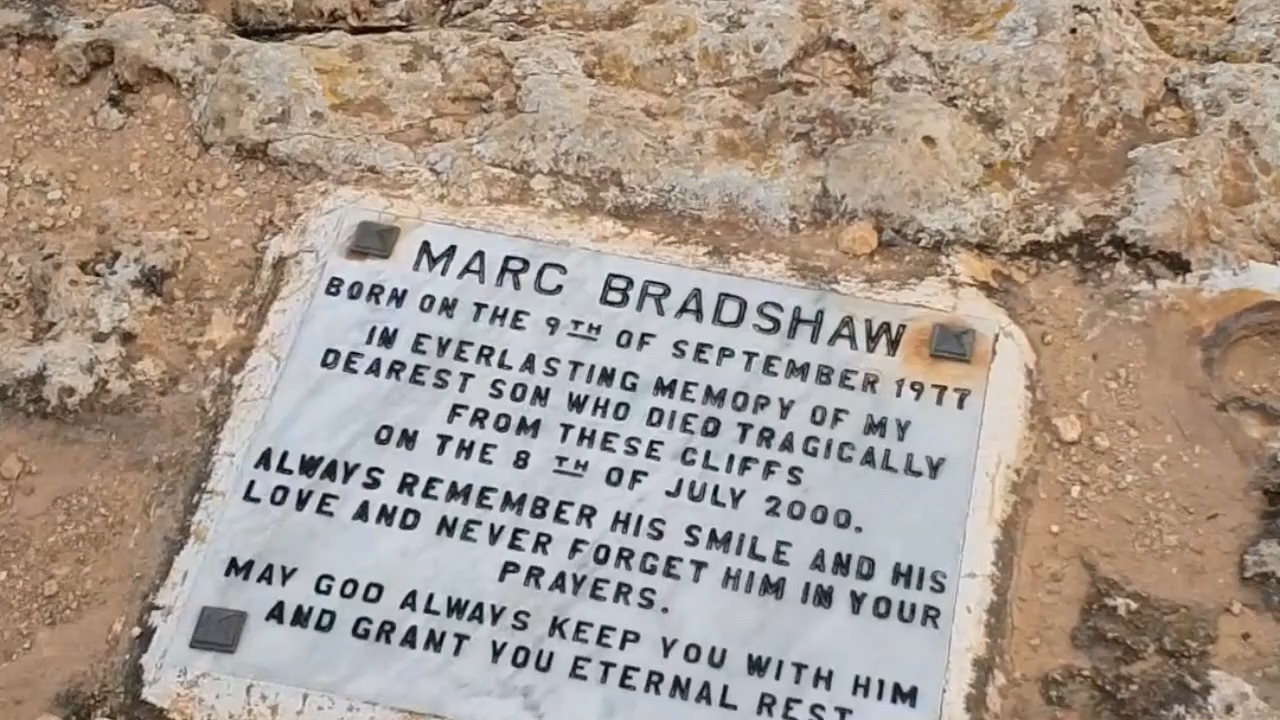 MARC BRADSHAW
BORN ON THE 9TH OF SEPTEMBER 1977
IN EVERLASTING MEMORY OF MY
DEAREST SON WHO DIED TRAGICALLY
FROM THESE CLIFFS
ON THE 8 TH OF JULY 2000.
ALWAYS REMEMBER HIS SMILE AND HIS
LOVE AND NEVER FORGET HIM IN YOUR
PRAYERS.
MAY GOD ALWAYS KEEP YOU WITH HIM
AND GRANT YOU ETERNAL REST